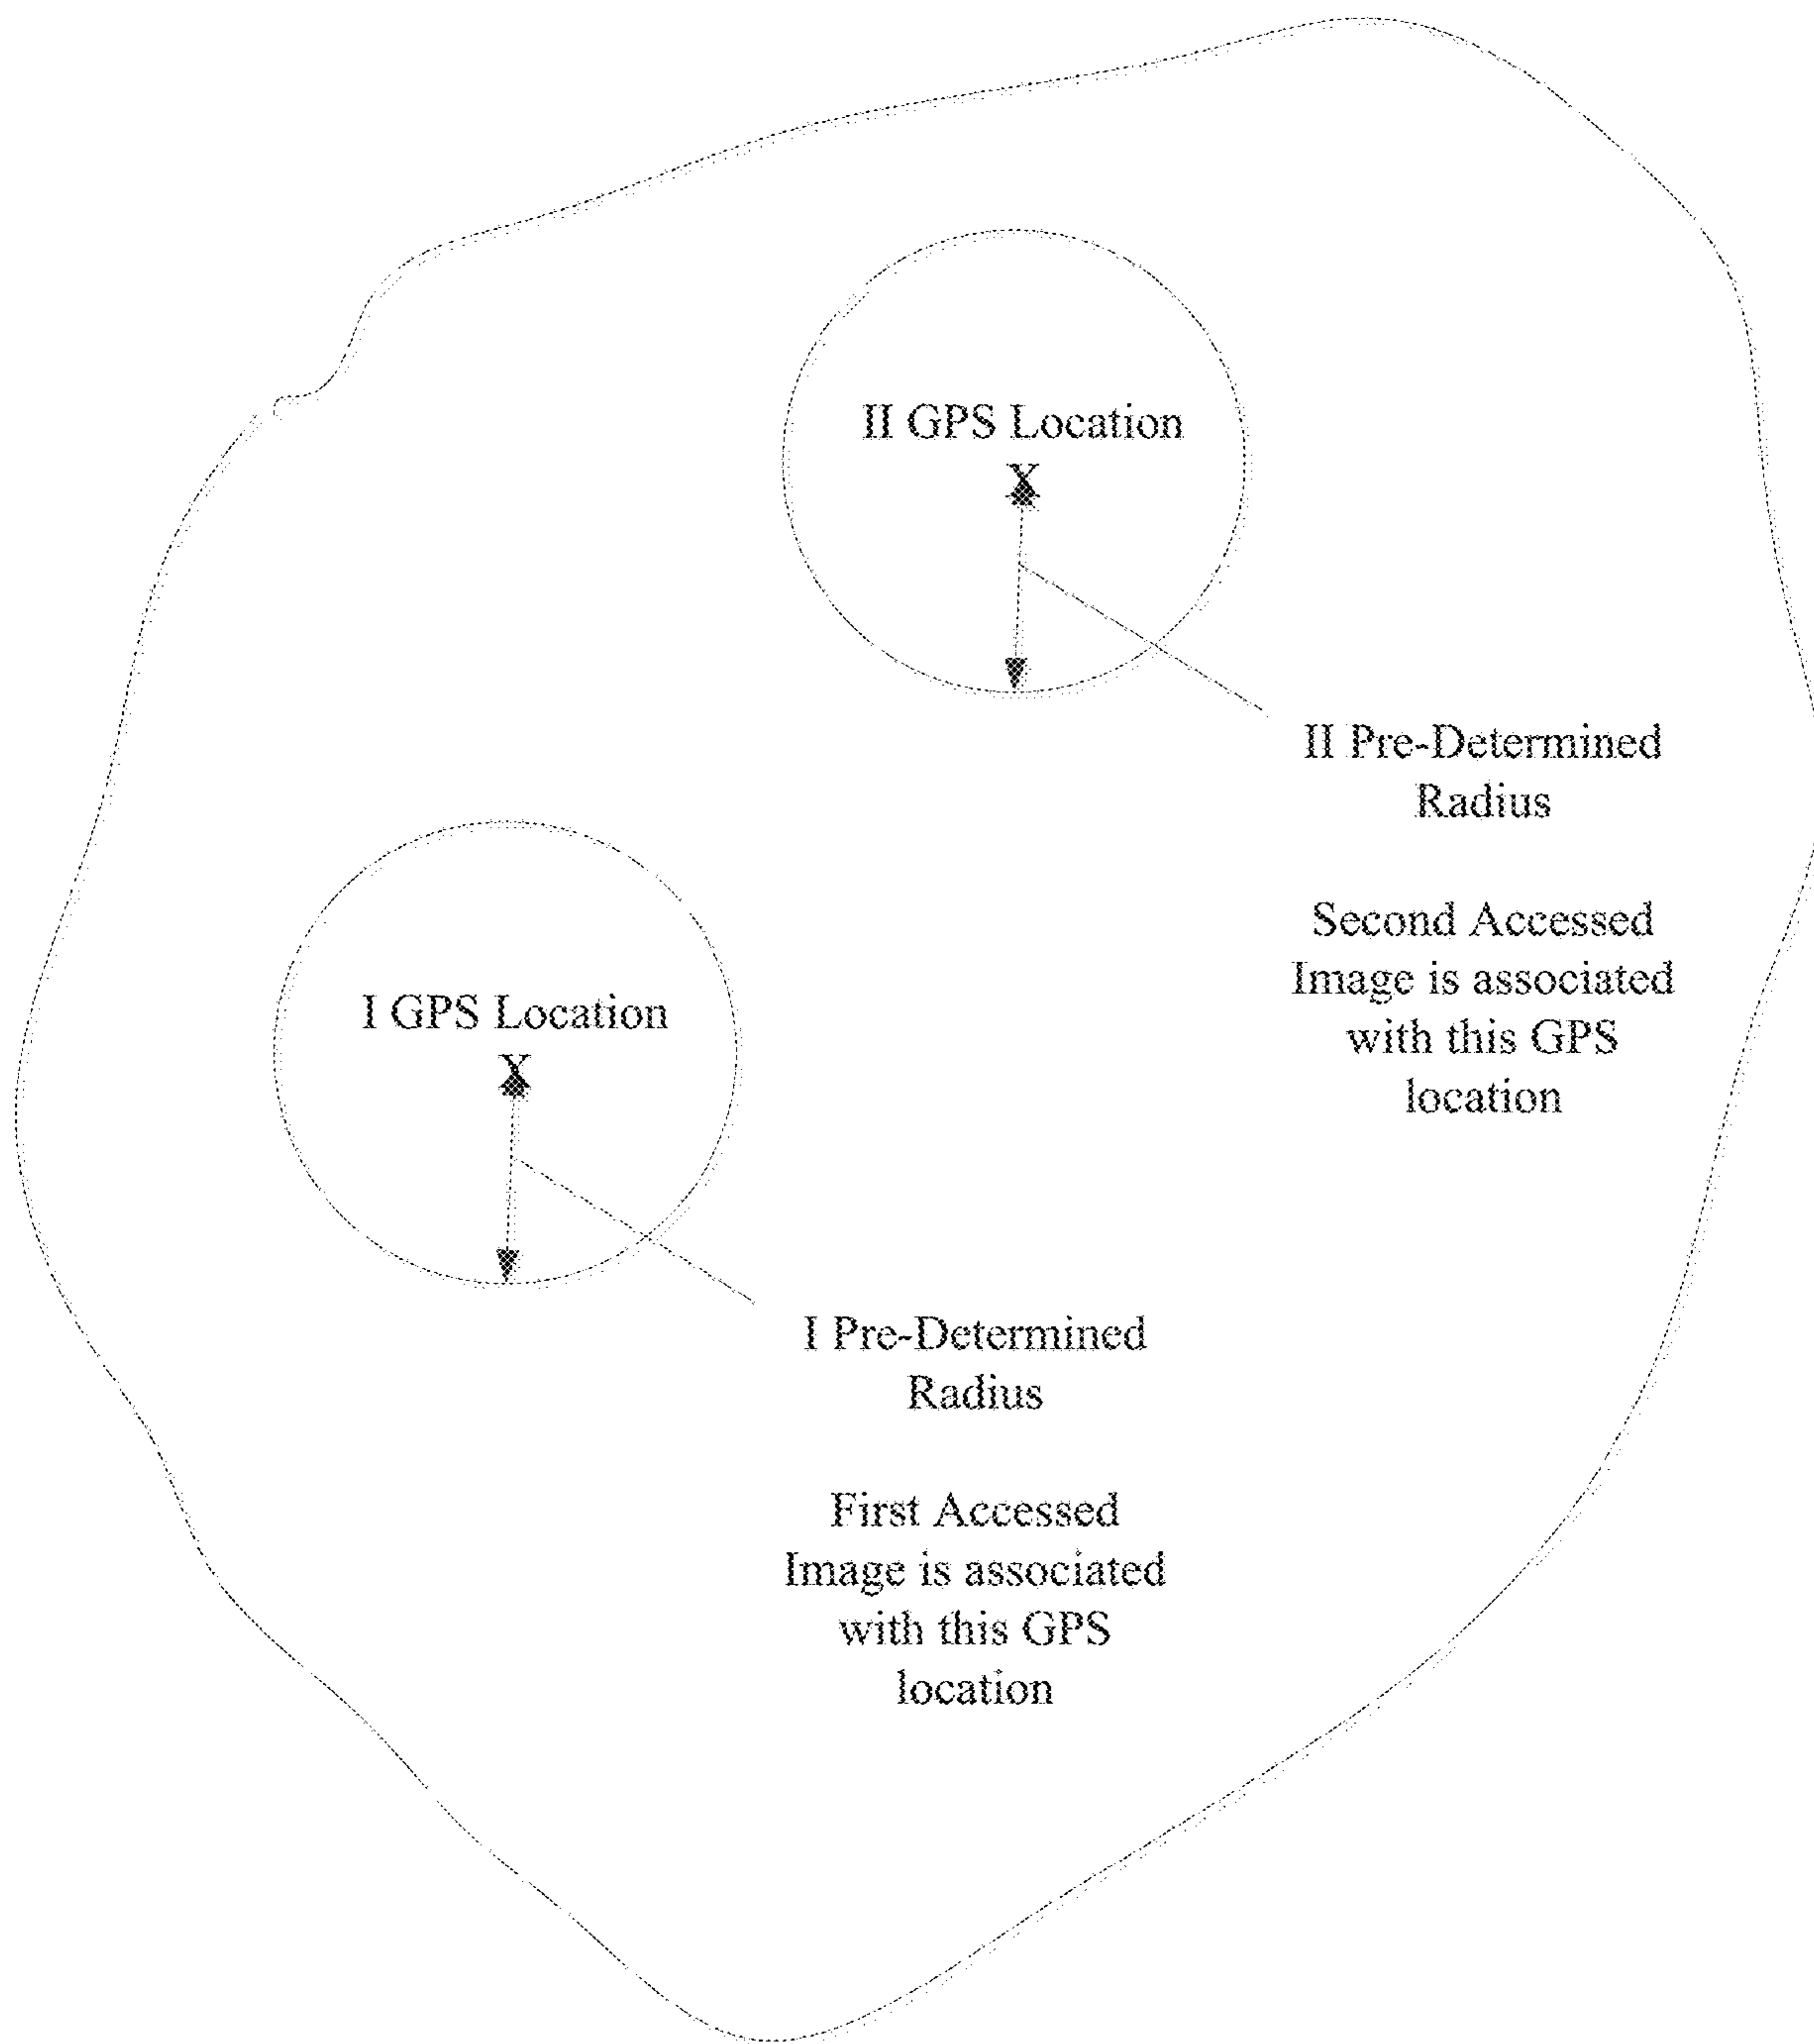 II GPS Location
X
II Pre-Determined
Radius
Second Accessed
Image is associated
with this GPS
location
I GPS Location
X
I Pre-Determined
Radius
First Accessed
Image is associated
with this GPS
location